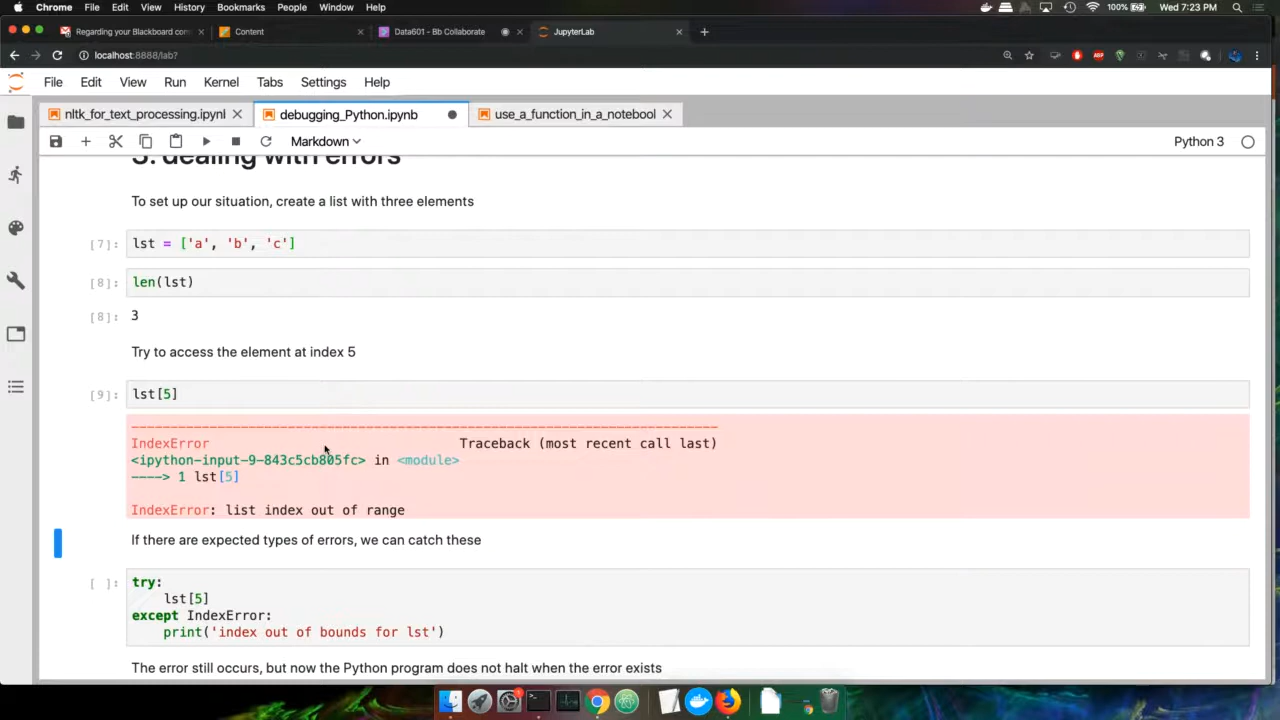 Chrome File Edit View History Bookmarks People Window Help 100% Wed 7:23 PM
Regarding your Blackboard con × Content × Data601 - Bb Collaborate × JupyterLab × +
localhost:8888/lab?
File Edit View Run Kernel Tabs Settings Help
nltk_for_text_processing.ipynl × debugging_Python.ipynb use_a_function_in_a_notebool ×
Markdown Python 3
3. dealing with errors
To set up our situation, create a list with three elements
[7]: lst = ['a', 'b', 'c']
[8]: len(lst)
[8]: 3
Try to access the element at index 5
[9]: lst[5]
---------------------------------------------------------------------------
IndexError Traceback (most recent call last)
<ipython-input-9-843c5cb805fc> in <module>
----> 1 lst[5]
IndexError: list index out of range
If there are expected types of errors, we can catch these
[ ]: try:
lst[5]
except IndexError:
print('index out of bounds for lst')
The error still occurs, but now the Python program does not halt when the error exists